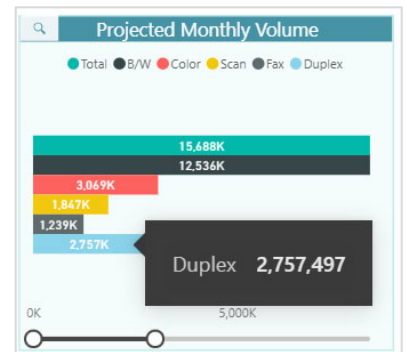 Projected Monthly Volume
Total B/W Color Scan Fax Duplex
15,688K
12,536K
3,069K
1,847K
1,239K
2,757K
Duplex 2,757,497
0K 5,000K